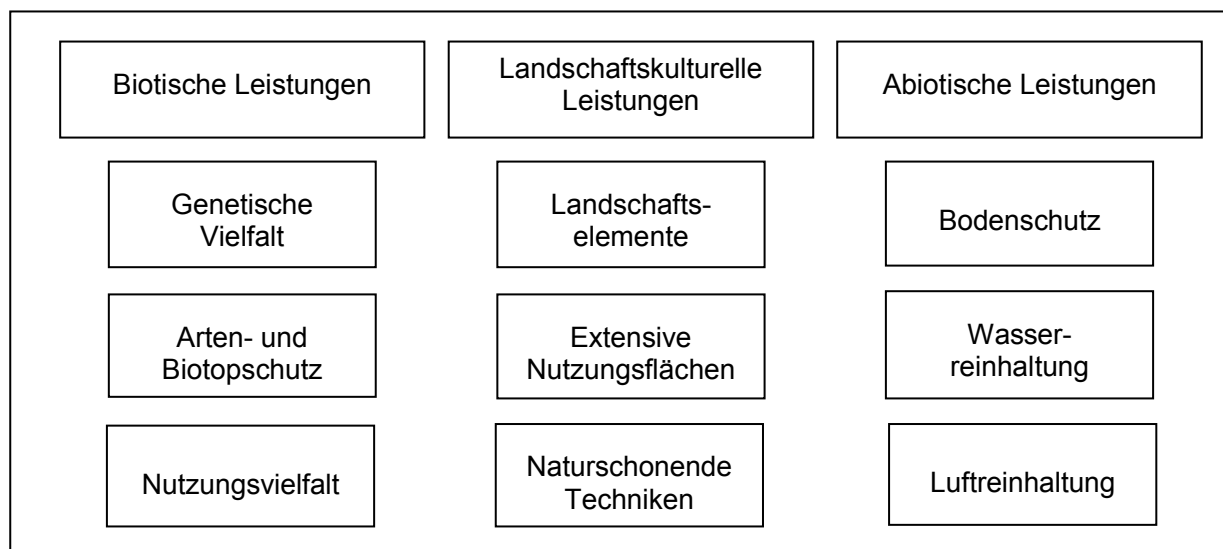 Biotische Leistungen
Landschaftskulturelle
Leistungen
Abiotische Leistungen
Genetische
Vielfalt
Landschafts-
elemente
Bodenschutz
Arten- und
Biotopschutz
Extensive
Nutzungsflächen
Wasser-
reinhaltung
Nutzungsvielfalt
Naturschonende
Techniken
Luftreinhaltung